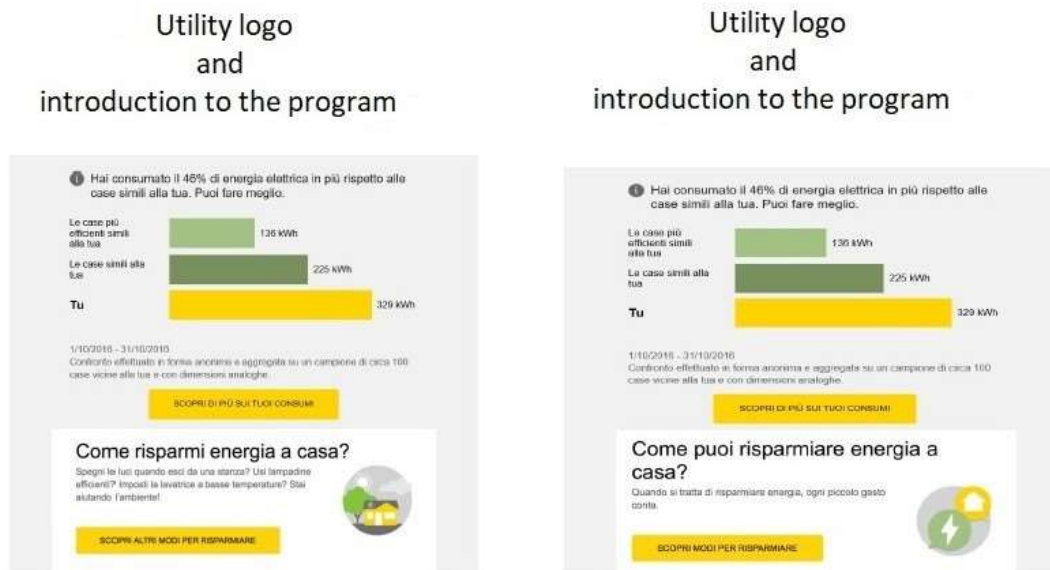 Utility logo
and
introduction to the program
Hai consumato il 46% di energia elettrica in più rispetto alle
case simili alla tua. Puoi fare meglio.
Le case più
efficienti simili
alla tua
136 kWh
Le case simili alla
tua
225 kWh
Tu
329 kWh
1/10/2016 - 31/10/2016
Confronto effettuato in forma anonima e aggregata su un campione di circa 100
case vicine alla tua e con dimensioni analoghe.
SCOPRI DI PIÙ SUI TUOI CONSUMI
Come risparmi energia a casa?
Spegni le luci quando esci da una stanza? Usi lampadine
efficienti? Imposti la lavatrice a basse temperature? Stai
aiutando l'ambiente!
SCOPRI ALTRI MODI PER RISPARMIARE
Utility logo
and
introduction to the program
Hai consumato il 46% di energia elettrica in più rispetto alle
case simili alla tua. Puoi fare meglio.
Le case più
efficienti simili
alla tua
136 kWh
Le case simili alla
tua
225 kWh
Tu
329 kWh
1/10/2016 - 31/10/2016
Confronto effettuato in forma anonima e aggregata su un campione di circa 100
case vicine alla tua e con dimensioni analoghe.
SCOPRI DI PIÙ SUI TUOI CONSUMI
Come puoi risparmiare energia a
casa?
Quando si tratta di risparmiare energia, ogni piccolo gesto
conta.
SCOPRI MODI PER RISPARMIARE